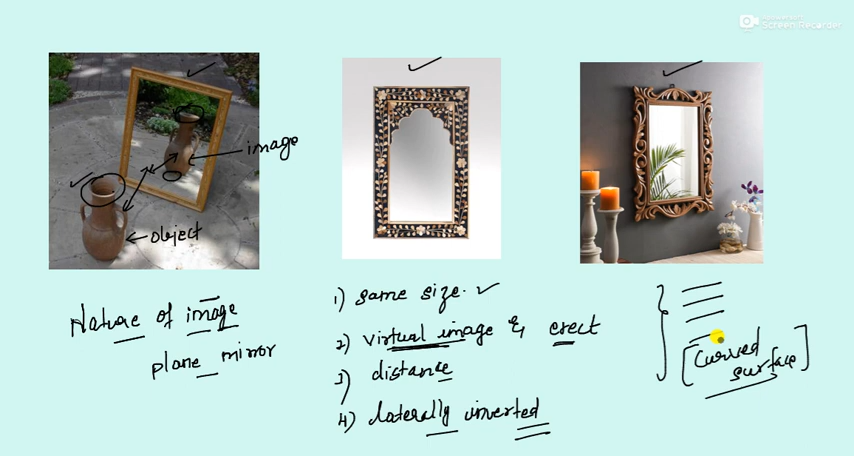 Screen Recorder
image
object
Nature of image
plane mirror
1) same size.
2) virtual image & erect
3) distance
4) laterally inverted
[Curved
surface]